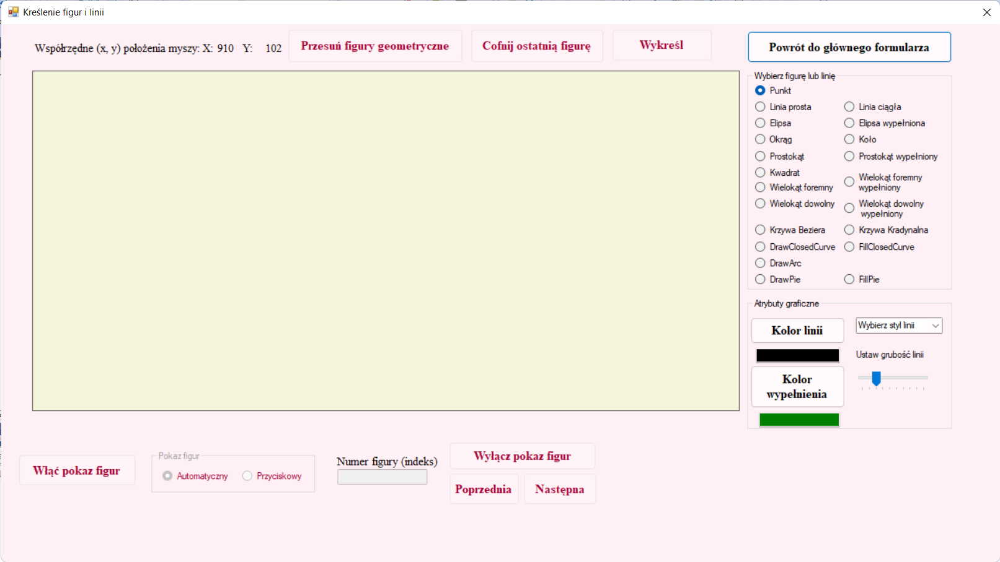 Kreślenie figur i linii
Współrzędne (x, y) położenia myszy: X: 910 Y: 102
Przesuń figury geometryczne
Cofnij ostatnią figurę
Wykreśl
Powrót do głównego formularza
Wybierz figurę lub linię
Punkt
Linia prosta
Linia ciągła
Elipsa
Elipsa wypełniona
Okrąg
Koło
Prostokąt
Prostokąt wypełniony
Kwadrat
Wielokąt foremny
Wielokąt foremny
wypełniony
Wielokąt dowolny
Wielokąt dowolny
wypełniony
Krzywa Beziera
Krzywa Kradynalna
DrawClosedCurve
FillClosedCurve
DrawArc
DrawPie
FillPie
Atrybuty graficzne
Kolor linii
Wybierz styl linii
Ustaw grubość linii
Kolor
wypełnienia
Włąć pokaz figur
Pokaz figur
Automatyczny
Przyciskowy
Numer figury (indeks)
Wyłącz pokaz figur
Poprzednia
Następna